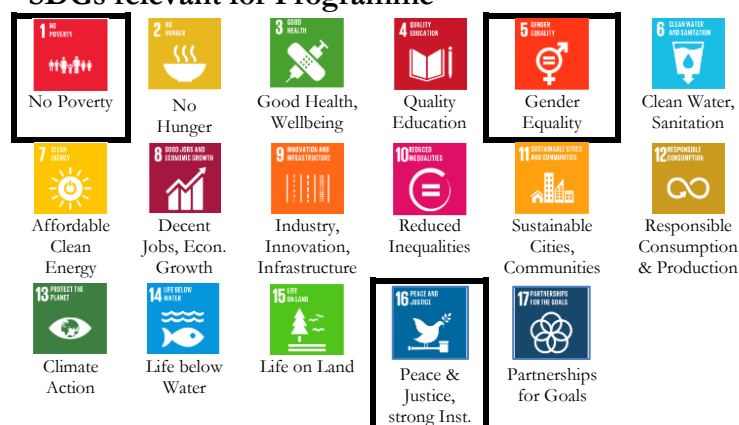 SDGs relevant for Programme
1 NO
POVERTY
No Poverty
2 NO
HUNGER
No
Hunger
3 GOOD
HEALTH
Good Health,
Wellbeing
4 QUALITY
EDUCATION
Quality
Education
5 GENDER
EQUALITY
Gender
Equality
6 CLEAN WATER
AND SANITATION
Clean Water,
Sanitation
7 CLEAN
ENERGY
Affordable
Clean
Energy
8 GOOD JOBS AND
ECONOMIC GROWTH
Decent
Jobs, Econ.
Growth
9 INNOVATION AND
INFRASTRUCTURE
Industry,
Innovation,
Infrastructure
10 REDUCED
INEQUALITIES
Reduced
Inequalities
11 SUSTAINABLE CITIES
AND COMMUNITIES
Sustainable
Cities,
Communities
12 RESPONSIBLE
CONSUMPTION
Responsible
Consumption
& Production
13 PROTECT THE
PLANET
Climate
Action
14 LIFE BELOW
WATER
Life below
Water
15 LIFE
ON LAND
Life on Land
16 PEACE AND
JUSTICE
Peace &
Justice,
strong Inst.
17 PARTNERSHIPS
FOR THE GOALS
Partnerships
for Goals